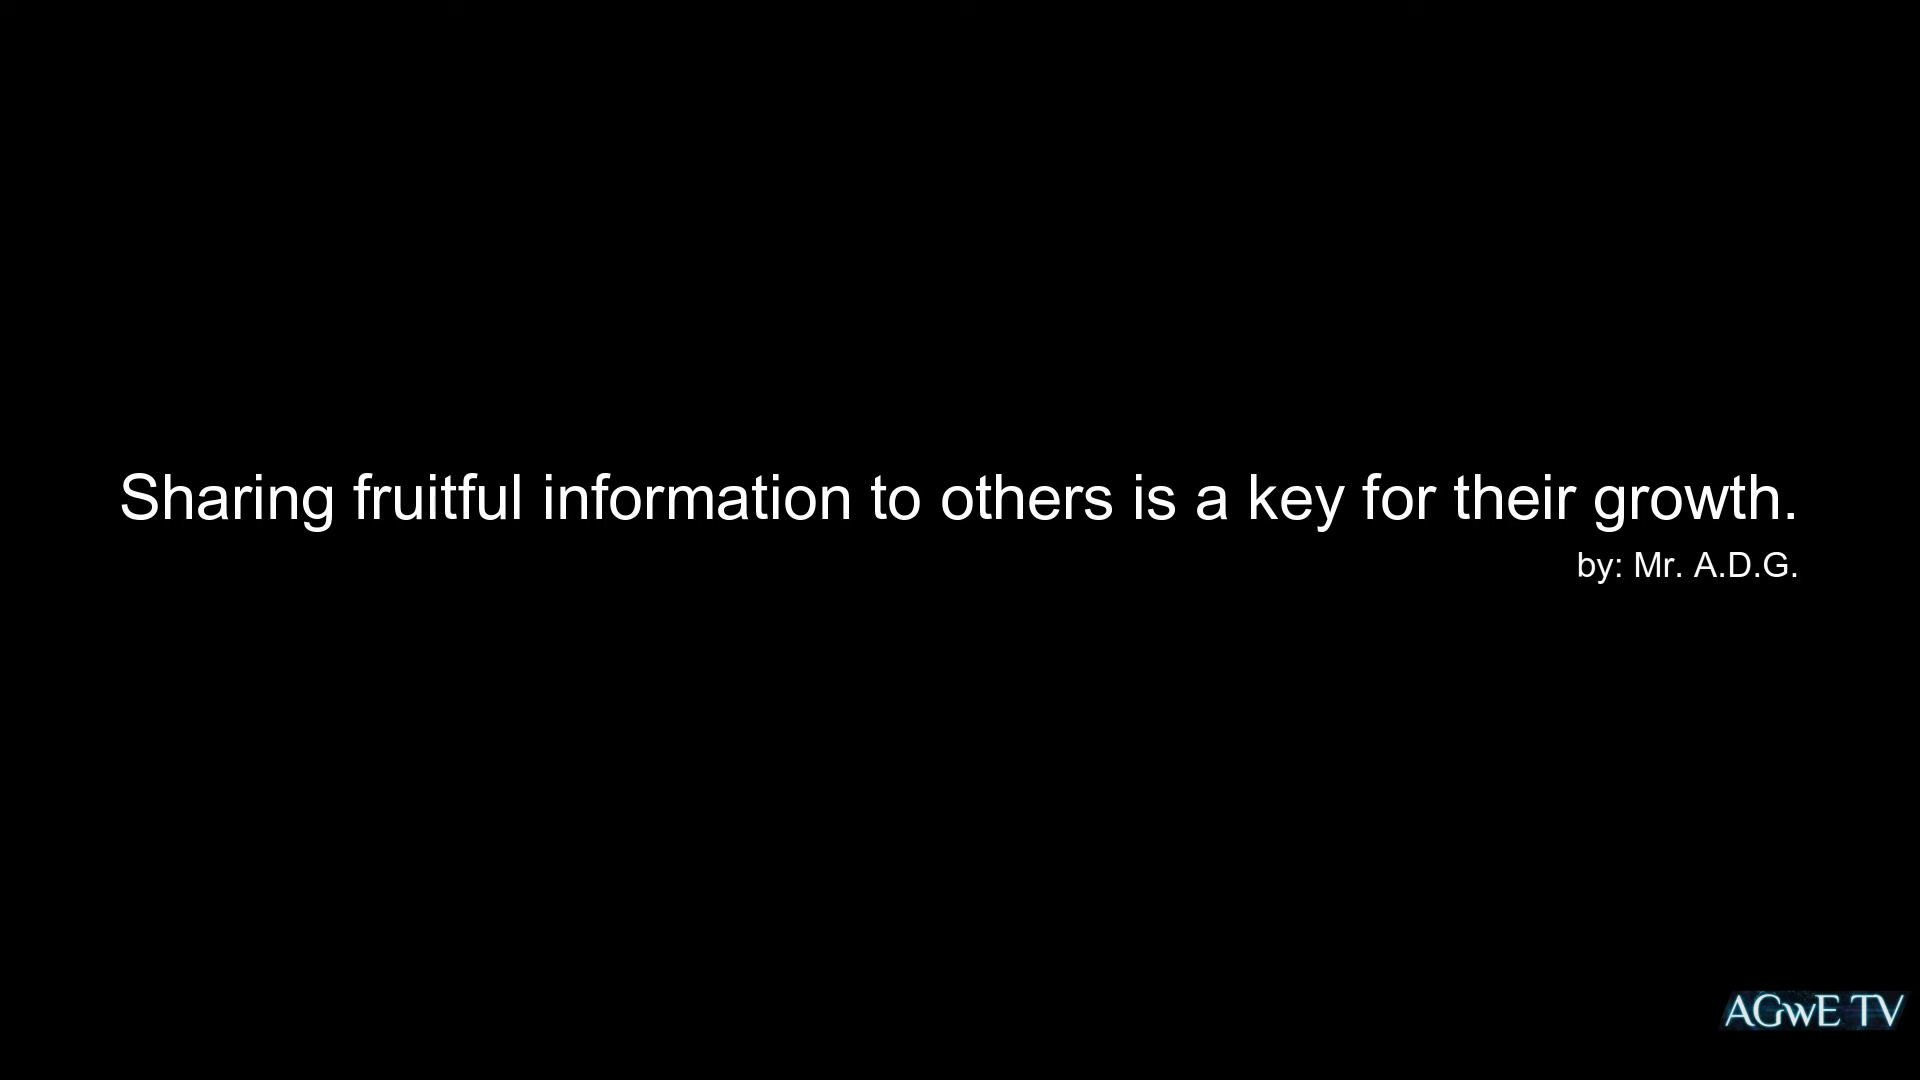 Sharing fruitful information to others is a key for their growth.
by: Mr. A.D.G.
AGwE TV